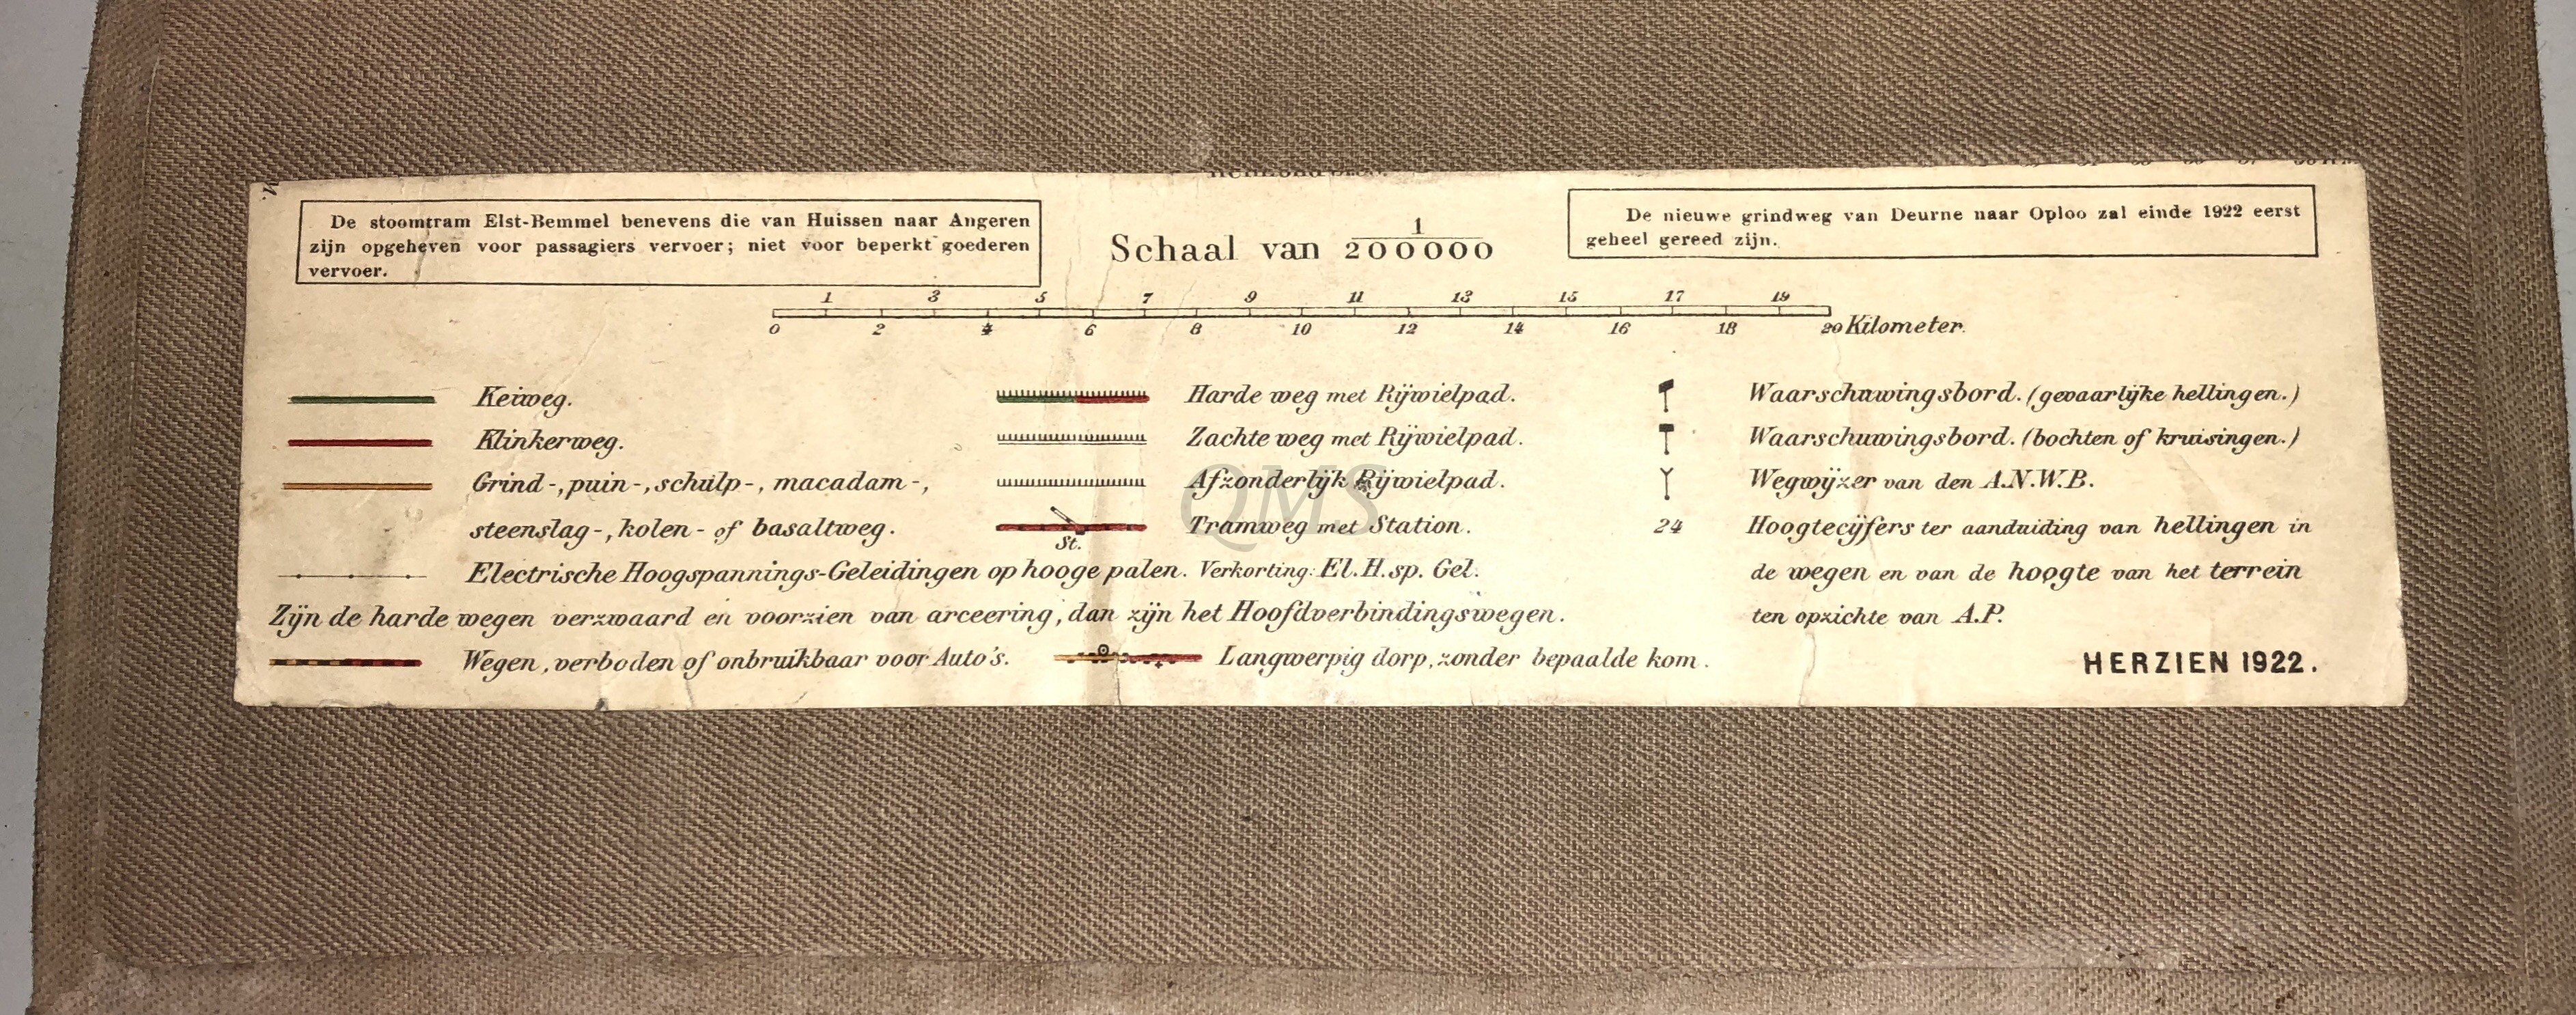 De stoomtram Elst-Bemmel benevens die van Huissen naar Angeren
zijn opgeheven voor passagiers vervoer; niet voor beperkt goederen
vervoer.
Schaal van 1/200000
De nieuwe grindweg van Deurne naar Oploo zal einde 1922 eerst
geheel gereed zijn.
1 3 5 7 9 11 13 15 17 19
0 2 4 6 8 10 12 14 16 18 20 Kilometer.
Keiweg.
Klinkerweg.
Grind-, puin-, schulp-, macadam-,
steenslag-, kolen- of basaltweg.
Electrische Hoogspannings-Geleidingen op hooge palen. Verkorting: El. H. sp. Gel.
Zijn de harde wegen verzwaard en voorzien van arceering, dan zijn het Hoofdverbindingswegen.
Wegen, verboden of onbruikbaar voor Auto's.
Harde weg met Rijwielpad.
Zachte weg met Rijwielpad.
Afzonderlijk Rijwielpad.
St.
Tramweg met Station.
Langwerpig dorp, zonder bepaalde kom.
Waarschuwingsbord. (gevaarlijke hellingen.)
Waarschuwingsbord. (bochten of kruisingen.)
Wegwijzer van den A.N.W.B.
24 Hoogtecijfers ter aanduiding van hellingen in
de wegen en van de hoogte van het terrein
ten opzichte van A.P.
HERZIEN 1922.
QMS